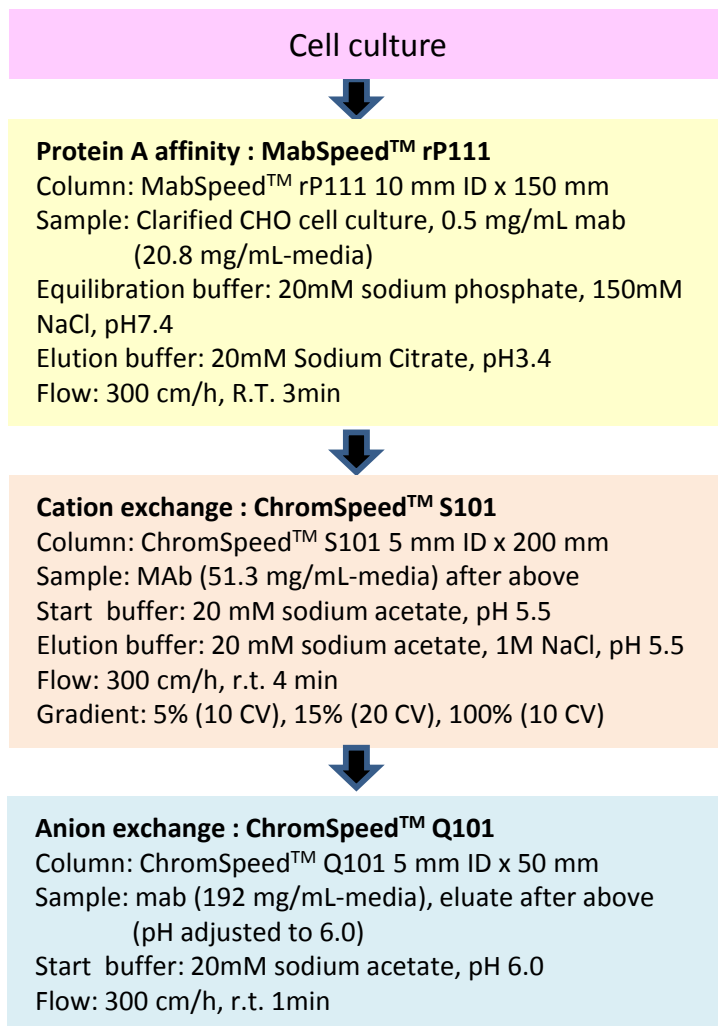 Cell culture
Protein A affinity : MabSpeed™ rP111
Column: MabSpeed™ rP111 10 mm ID x 150 mm
Sample: Clarified CHO cell culture, 0.5 mg/mL mab
(20.8 mg/mL-media)
Equilibration buffer: 20mM sodium phosphate, 150mM
NaCl, pH7.4
Elution buffer: 20mM Sodium Citrate, pH3.4
Flow: 300 cm/h, R.T. 3min
Cation exchange : ChromSpeed™ S101
Column: ChromSpeed™ S101 5 mm ID x 200 mm
Sample: MAb (51.3 mg/mL-media) after above
Start buffer: 20 mM sodium acetate, pH 5.5
Elution buffer: 20 mM sodium acetate, 1M NaCl, pH 5.5
Flow: 300 cm/h, r.t. 4 min
Gradient: 5% (10 CV), 15% (20 CV), 100% (10 CV)
Anion exchange : ChromSpeed™ Q101
Column: ChromSpeed™ Q101 5 mm ID x 50 mm
Sample: mab (192 mg/mL-media), eluate after above
(pH adjusted to 6.0)
Start buffer: 20mM sodium acetate, pH 6.0
Flow: 300 cm/h, r.t. 1min